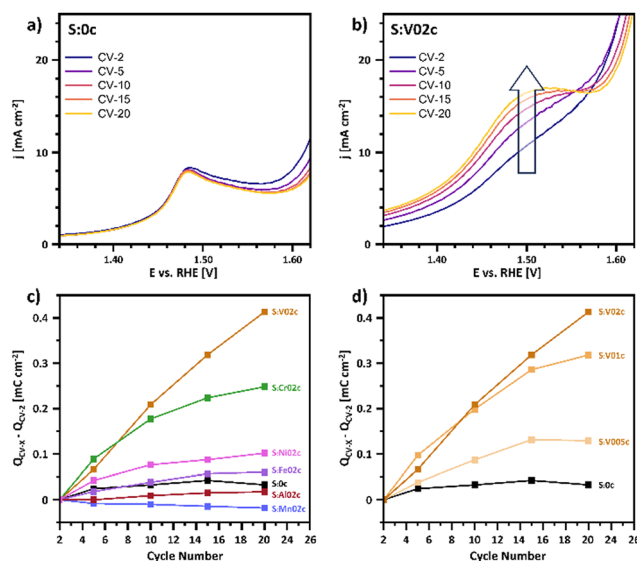 a)
S:0c
j [mA cm⁻²]
20
10
0
CV-2
CV-5
CV-10
CV-15
CV-20
1.40
1.50
1.60
E vs. RHE [V]
b)
S:V02c
j [mA cm⁻²]
20
10
0
CV-2
CV-5
CV-10
CV-15
CV-20
1.40
1.50
1.60
E vs. RHE [V]
c)
Q_CV-X - Q_CV-2 [mC cm⁻²]
0.4
0.3
0.2
0.1
0
S:V02c
S:Cr02c
S:Ni02c
S:Fe02c
S:0c
S:Al02c
S:Mn02c
2 4 6 8 10 12 14 16 18 20 22 24 26
Cycle Number
d)
Q_CV-X - Q_CV-2 [mC cm⁻²]
0.4
0.3
0.2
0.1
0
S:V02c
S:V01c
S:V005c
S:0c
2 4 6 8 10 12 14 16 18 20 22 24 26
Cycle Number